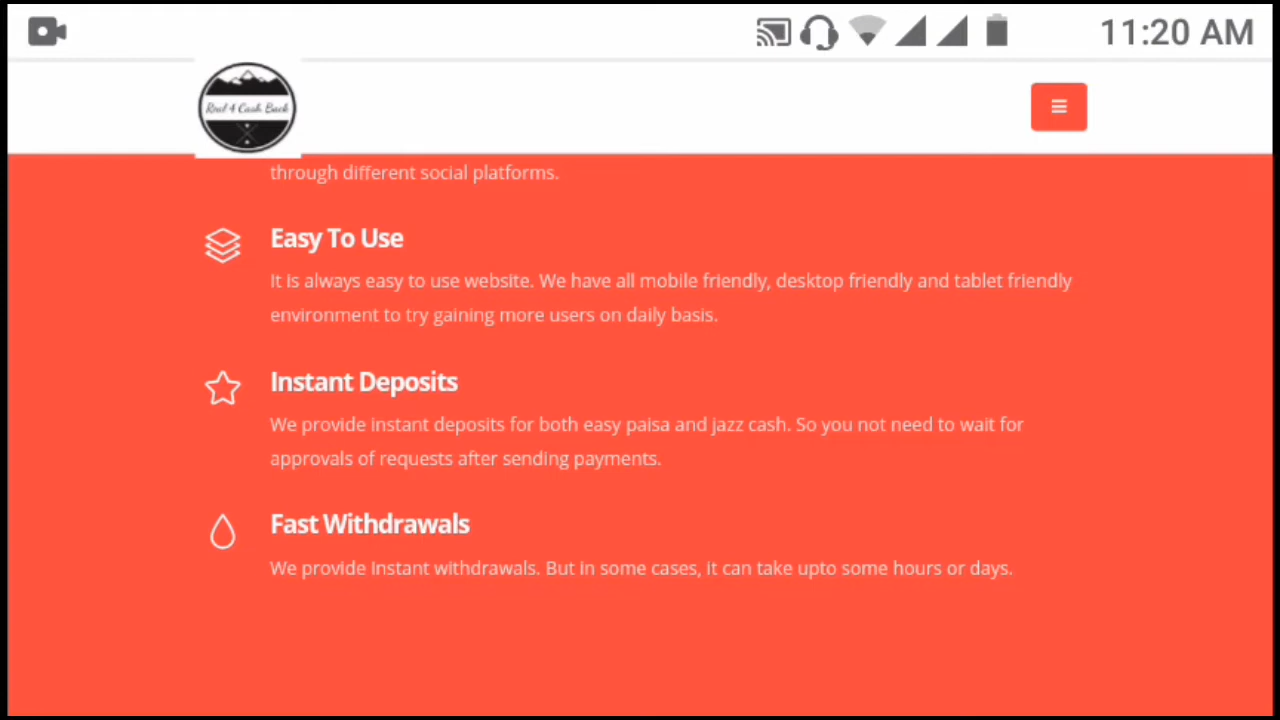 11:20 AM
4 Cash Back
through different social platforms.
Easy To Use
It is always easy to use website. We have all mobile friendly, desktop friendly and tablet friendly
environment to try gaining more users on daily basis.
Instant Deposits
We provide instant deposits for both easy paisa and jazz cash. So you not need to wait for
approvals of requests after sending payments.
Fast Withdrawals
We provide Instant withdrawals. But in some cases, it can take upto some hours or days.